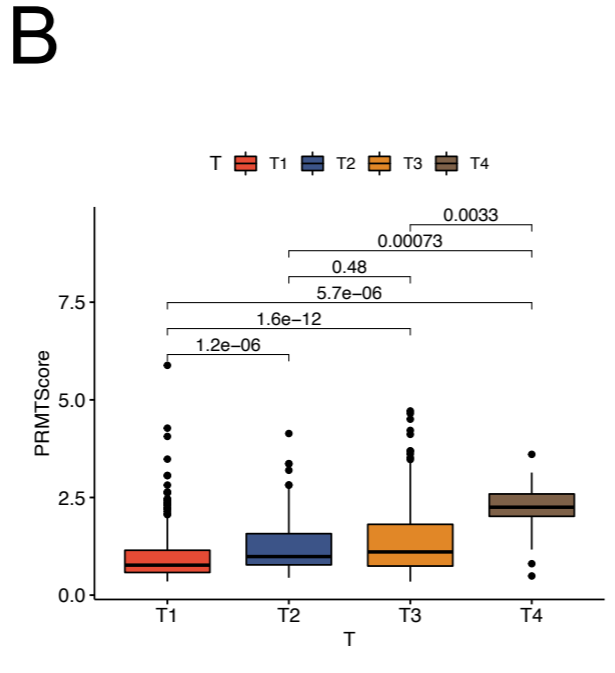 B
T T1 T2 T3 T4
0.0033
0.00073
0.48
5.7e−06
1.6e−12
1.2e−06
PRMTScore
7.5
5.0
2.5
0.0
T1 T2 T3 T4
T